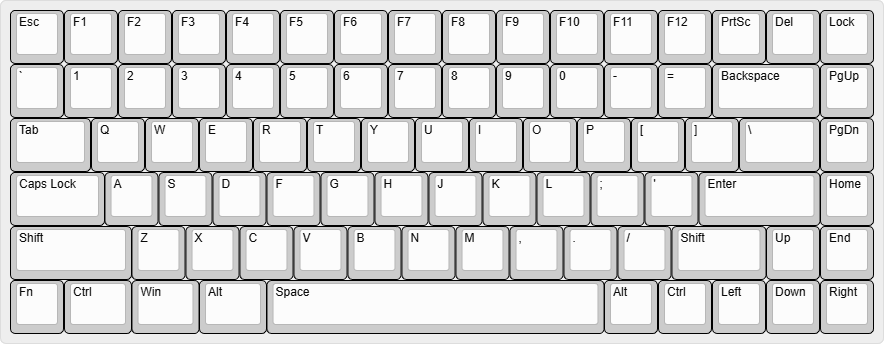 Esc F1 F2 F3 F4 F5 F6 F7 F8 F9 F10 F11 F12 PrtSc Del Lock
` 1 2 3 4 5 6 7 8 9 0 - = Backspace PgUp
Tab Q W E R T Y U I O P [ ] \ PgDn
Caps Lock A S D F G H J K L ; ' Enter Home
Shift Z X C V B N M , . / Shift Up End
Fn Ctrl Win Alt Space Alt Ctrl Left Down Right